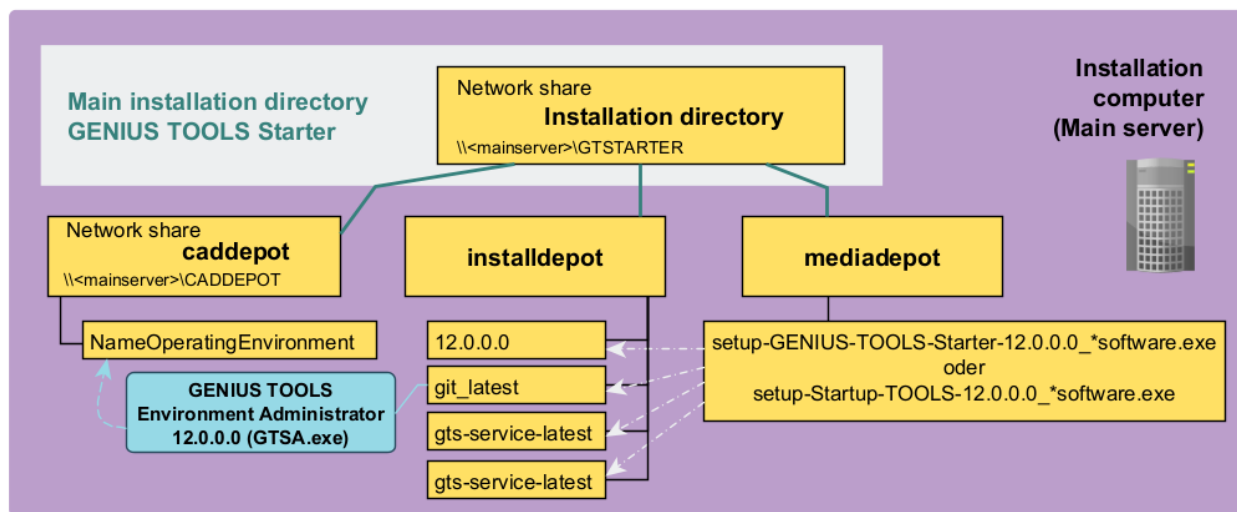 Main installation directory
GENIUS TOOLS Starter
Network share
Installation directory
\\<mainserver>\GTSTARTER
Installation
computer
(Main server)
Network share
caddepot
\\<mainserver>\CADDEPOT
installdepot
mediadepot
NameOperatingEnvironment
GENIUS TOOLS
Environment Administrator
12.0.0.0 (GTSA.exe)
12.0.0.0
git_latest
gts-service-latest
gts-service-latest
setup-GENIUS-TOOLS-Starter-12.0.0.0_*software.exe
oder
setup-Startup-TOOLS-12.0.0.0_*software.exe